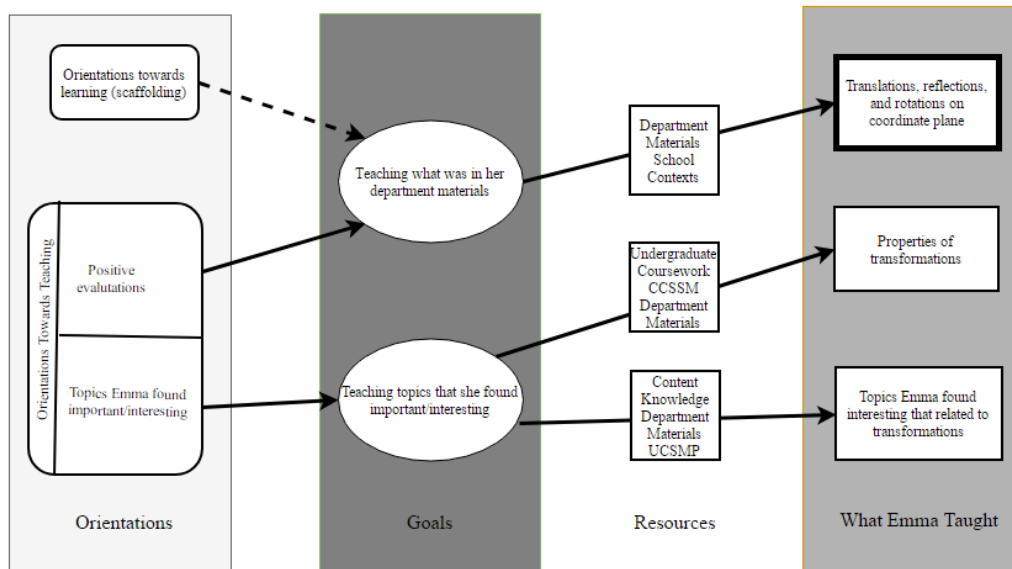 Orientations towards
learning (scaffolding)
Orientations Towards Teaching
Positive
evalutations
Topics Emma found
important/interesting
Orientations
Teaching what was in her
department materials
Teaching topics that she found
important/interesting
Goals
Department
Materials
School
Contexts
Undergraduate
Coursework
CCSSM
Department
Materials
Content
Knowledge
Department
Materials
UCSMP
Resources
Translations, reflections,
and rotations on
coordinate plane
Properties of
transformations
Topics Emma found
interesting that related to
transformations
What Emma Taught